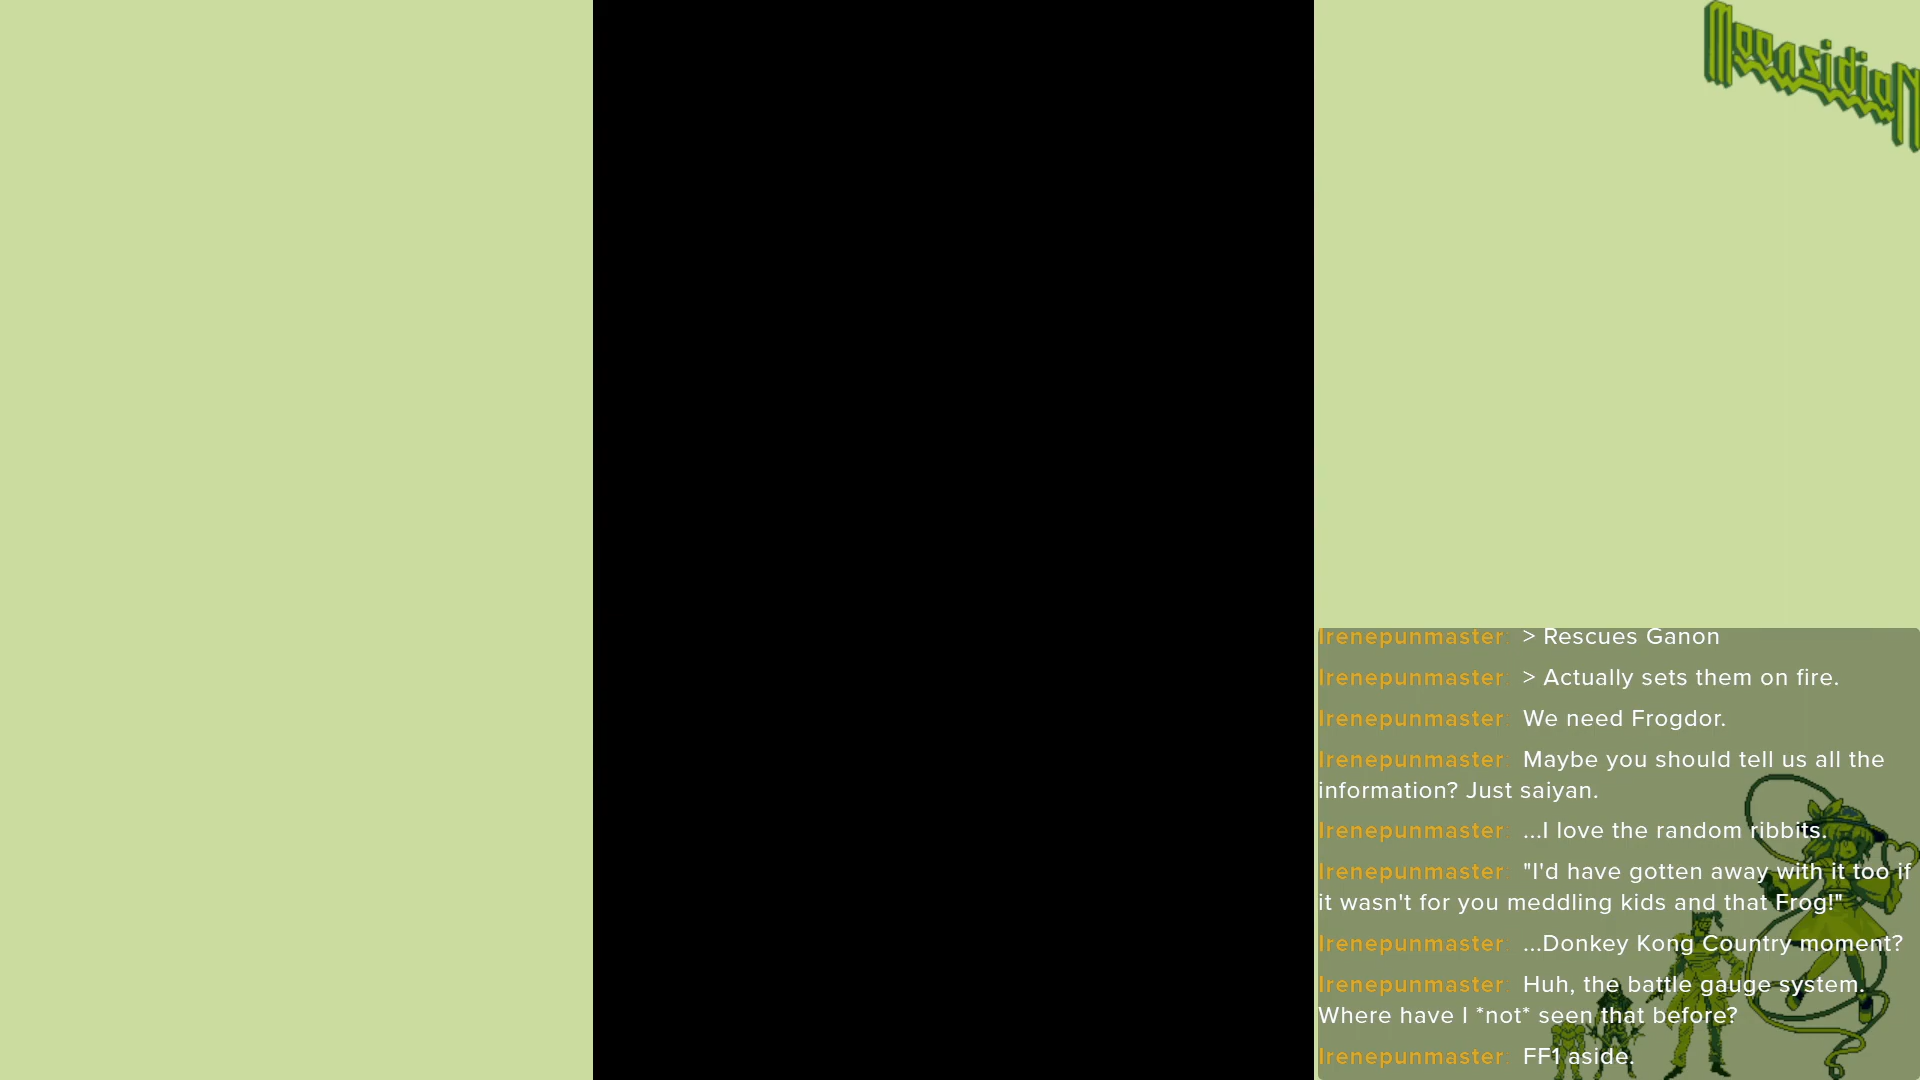 Moonsidian
Irenepunmaster: > Rescues Ganon
Irenepunmaster: > Actually sets them on fire.
Irenepunmaster: We need Frogdor.
Irenepunmaster: Maybe you should tell us all the
information? Just saiyan.
Irenepunmaster: ...I love the random ribbits.
Irenepunmaster: "I'd have gotten away with it too if
it wasn't for you meddling kids and that Frog!"
Irenepunmaster: ...Donkey Kong Country moment?
Irenepunmaster: Huh, the battle gauge system.
Where have I *not* seen that before?
Irenepunmaster: FF1 aside.